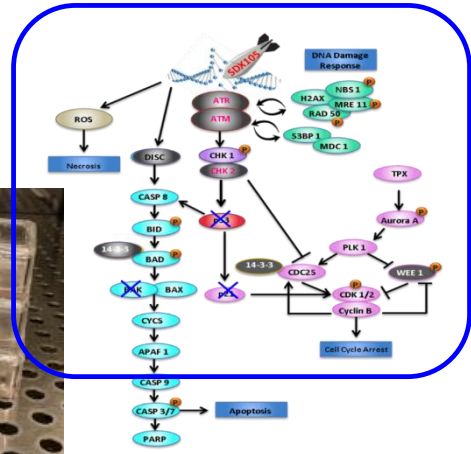 SDX105
DNA Damage
Response
ATR
ATM
NBS 1
P
H2AX
MRE 11
P
RAD 50
P
S3BP 1
MDC 1
ROS
Necrosis
DISC
CHK 1
P
CHK 2
TPX
CASP 8
P53
Aurora A
P
BID
P
PLK 1
14-3-3
BAD
P
14-3-3
CDC25
WEE 1
P
BAK
BAX
p21
P
CDK 1/2
Cyclin B
CYCS
Cell Cycle Arrest
APAF 1
CASP 9
CASP 3/7
P
Apoptosis
PARP